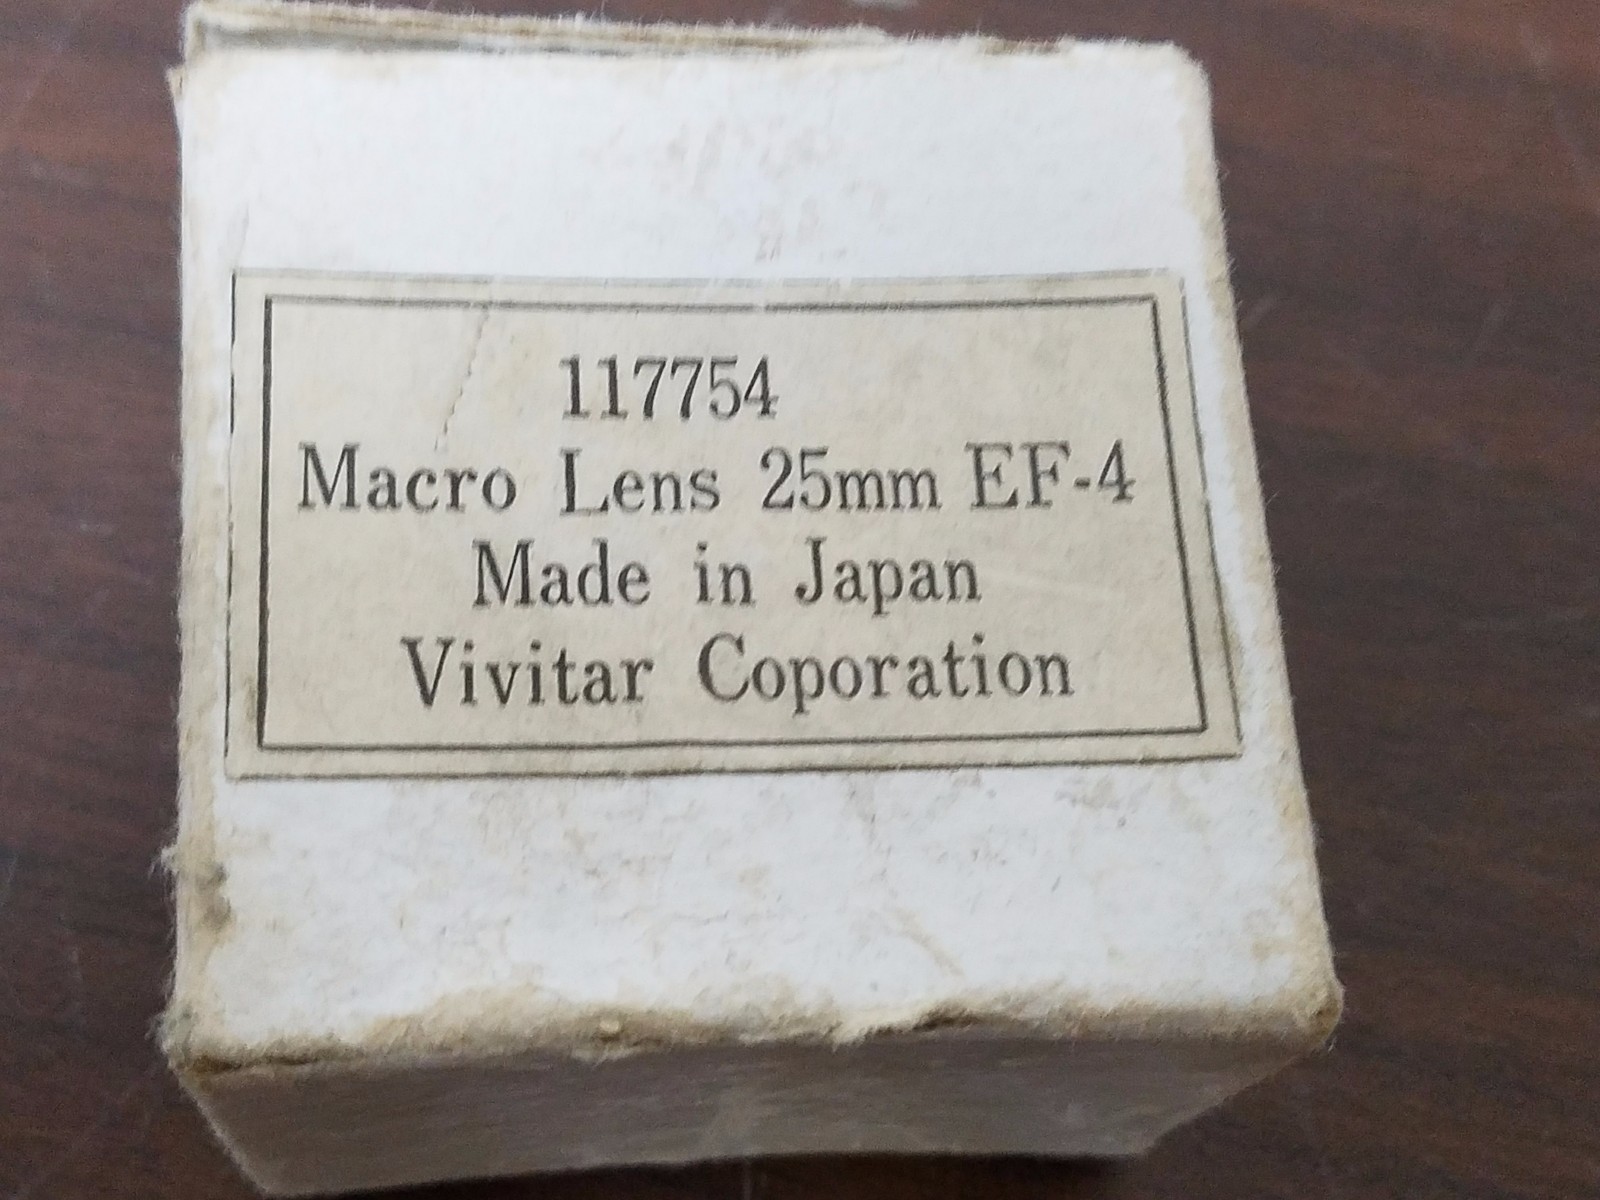 117754
Macro Lens 25mm EF-4
Made in Japan
Vivitar Coporation